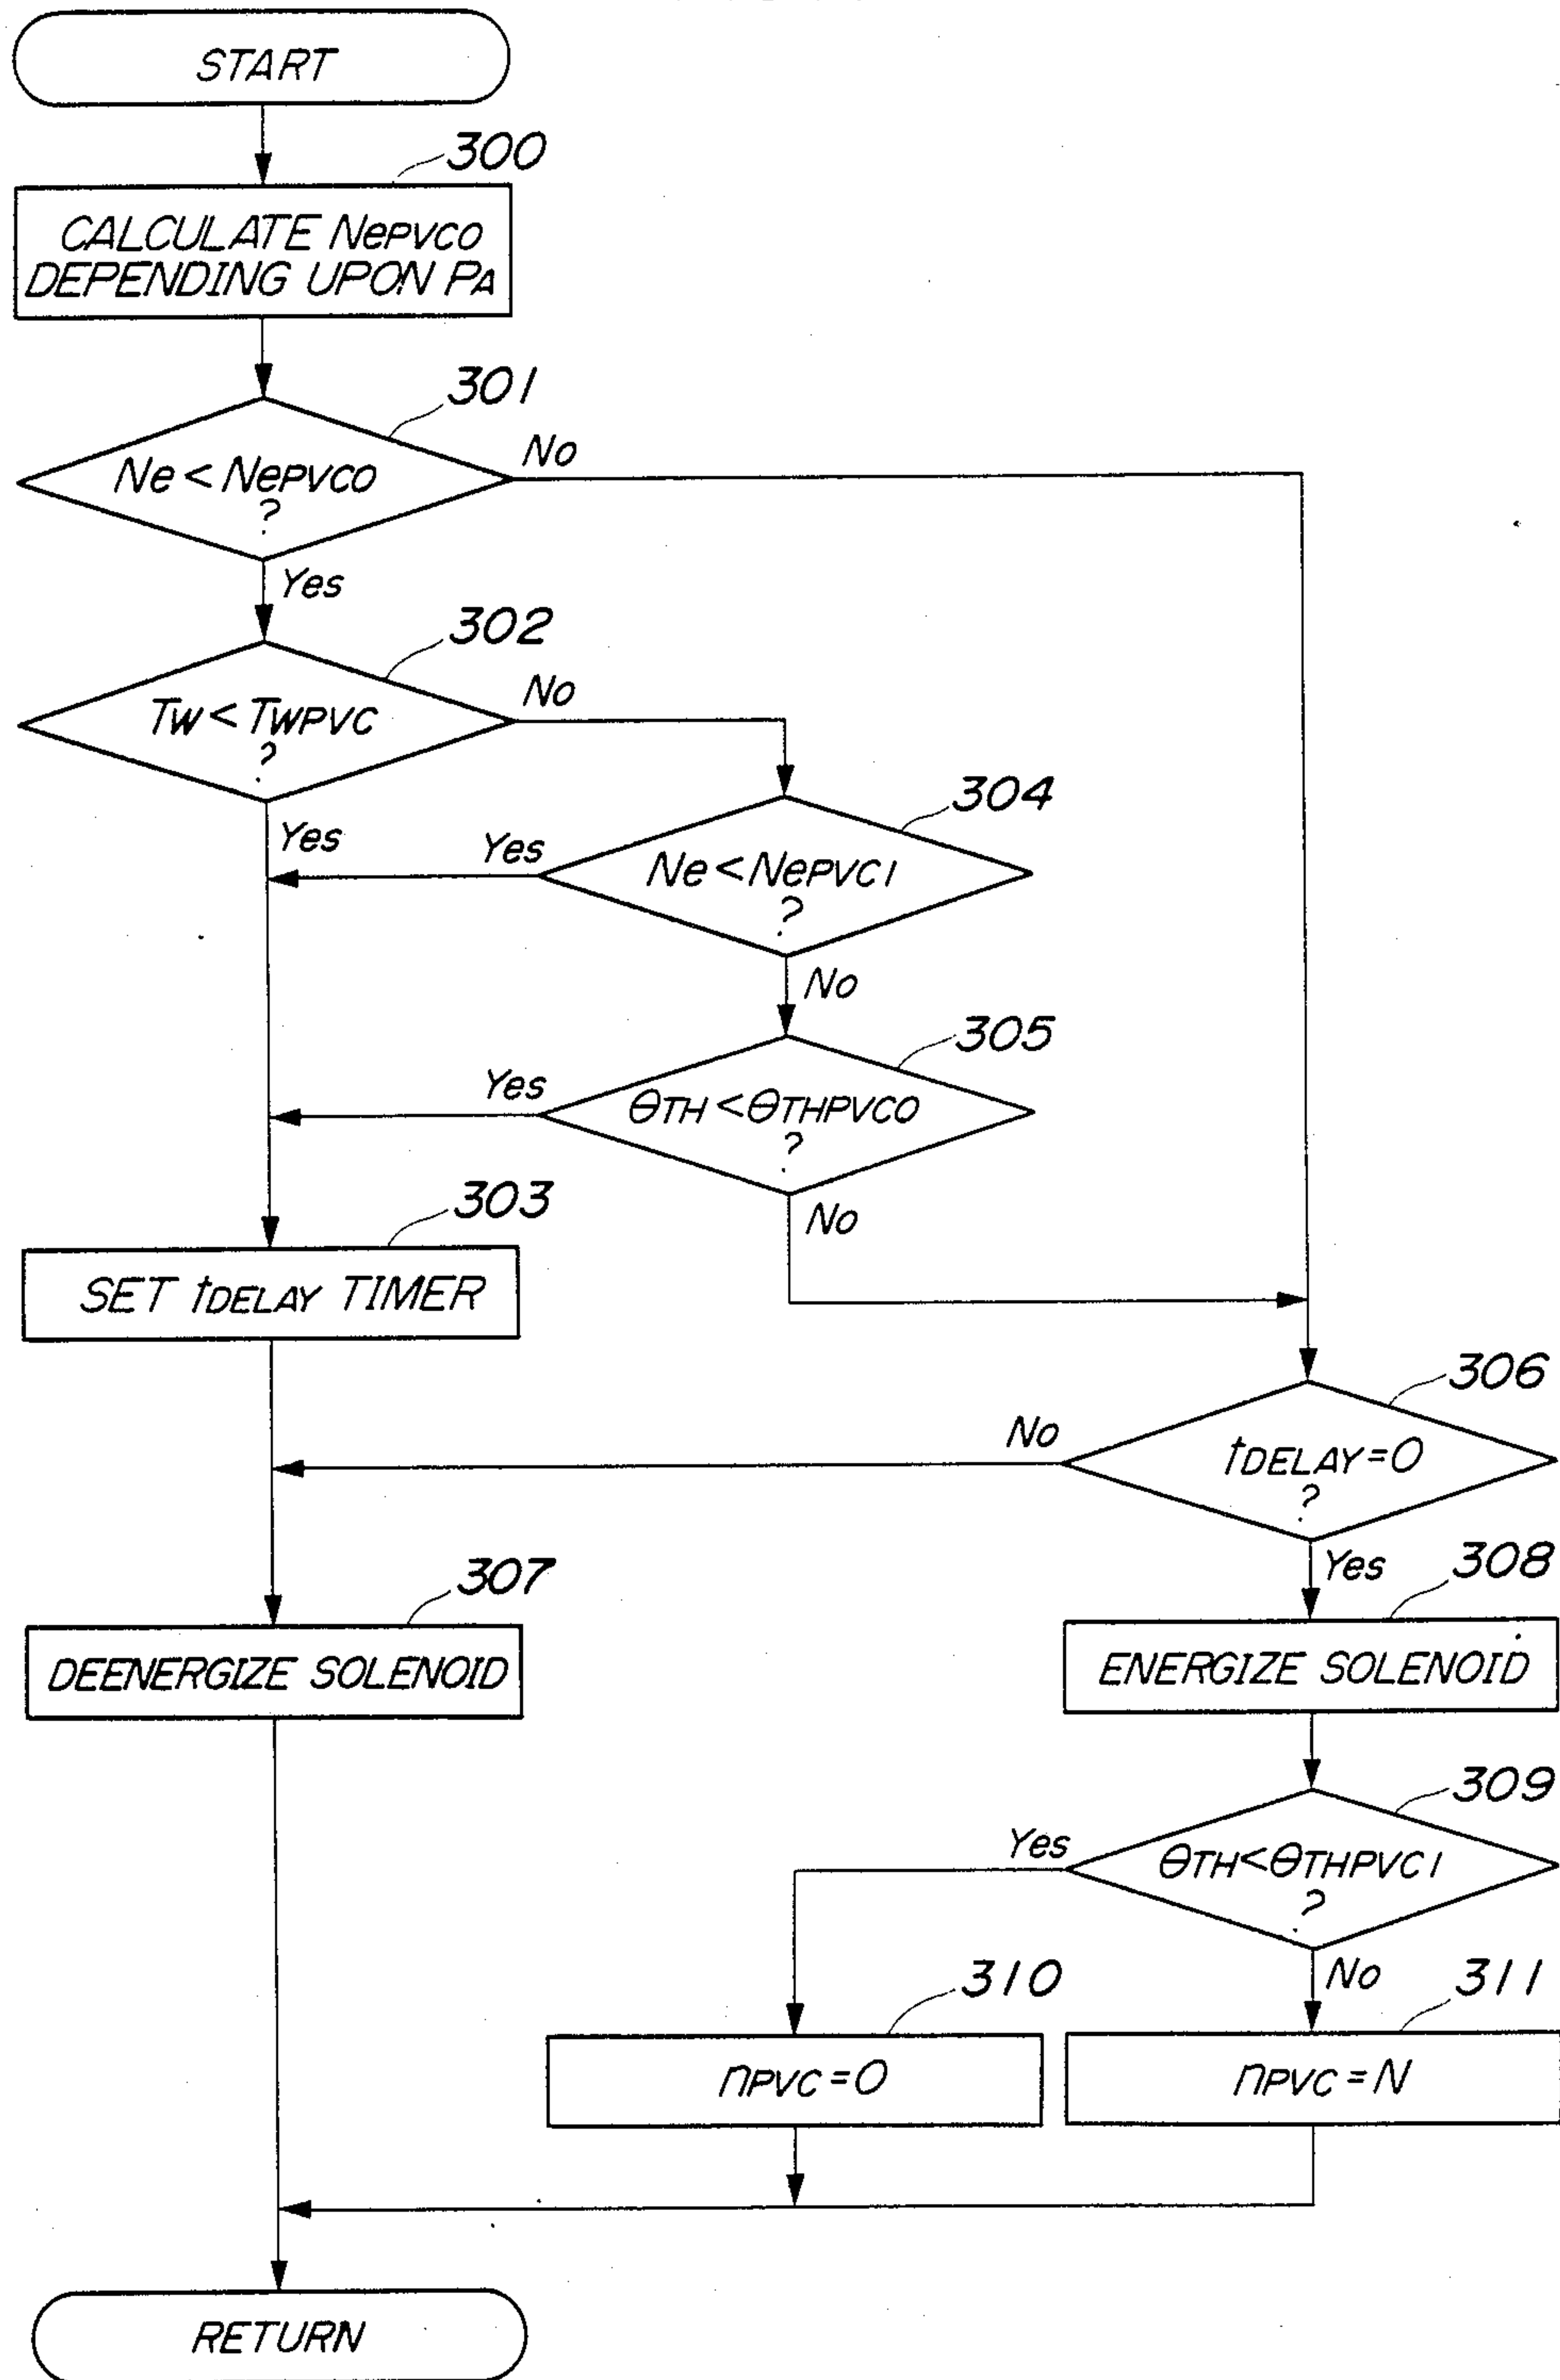 START
300
CALCULATE NePVCO
DEPENDING UPON PA
301
Ne < NePVCO
?
No
Yes
302
TW < TWPVC
?
No
Yes
304
Ne < NePVC1
?
Yes
No
305
θTH < θTHPVCO
?
Yes
No
303
SET tDELAY TIMER
306
tDELAY = 0
?
No
Yes
307
DEENERGIZE SOLENOID
308
ENERGIZE SOLENOID
309
θTH < θTHPVC1
?
Yes
No
310
nPVC = 0
311
nPVC = N
RETURN